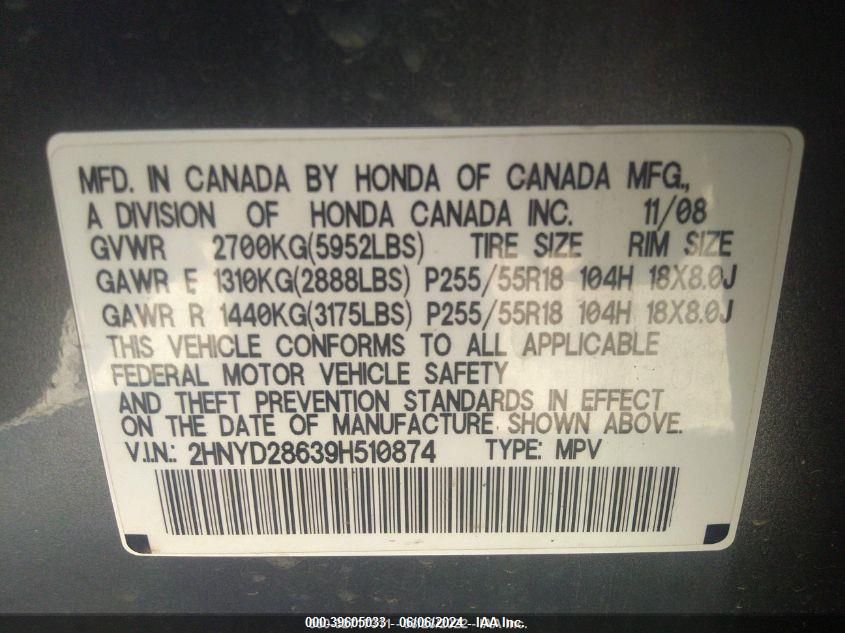 MFD. IN CANADA BY HONDA OF CANADA MFG.,
A DIVISION OF HONDA CANADA INC. 11/08
GVWR 2700KG(5952LBS) TIRE SIZE RIM SIZE
GAWR F 1310KG(2888LBS) P255/55R18 104H 18X8.0J
GAWR R 1440KG(3175LBS) P255/55R18 104H 18X8.0J
THIS VEHICLE CONFORMS TO ALL APPLICABLE
FEDERAL MOTOR VEHICLE SAFETY
AND THEFT PREVENTION STANDARDS IN EFFECT
ON THE DATE OF MANUFACTURE SHOWN ABOVE.
V.I.N.: 2HNYD28639H510874 TYPE: MPV
000 39605033 - 06/06/2024 - IAA Inc.